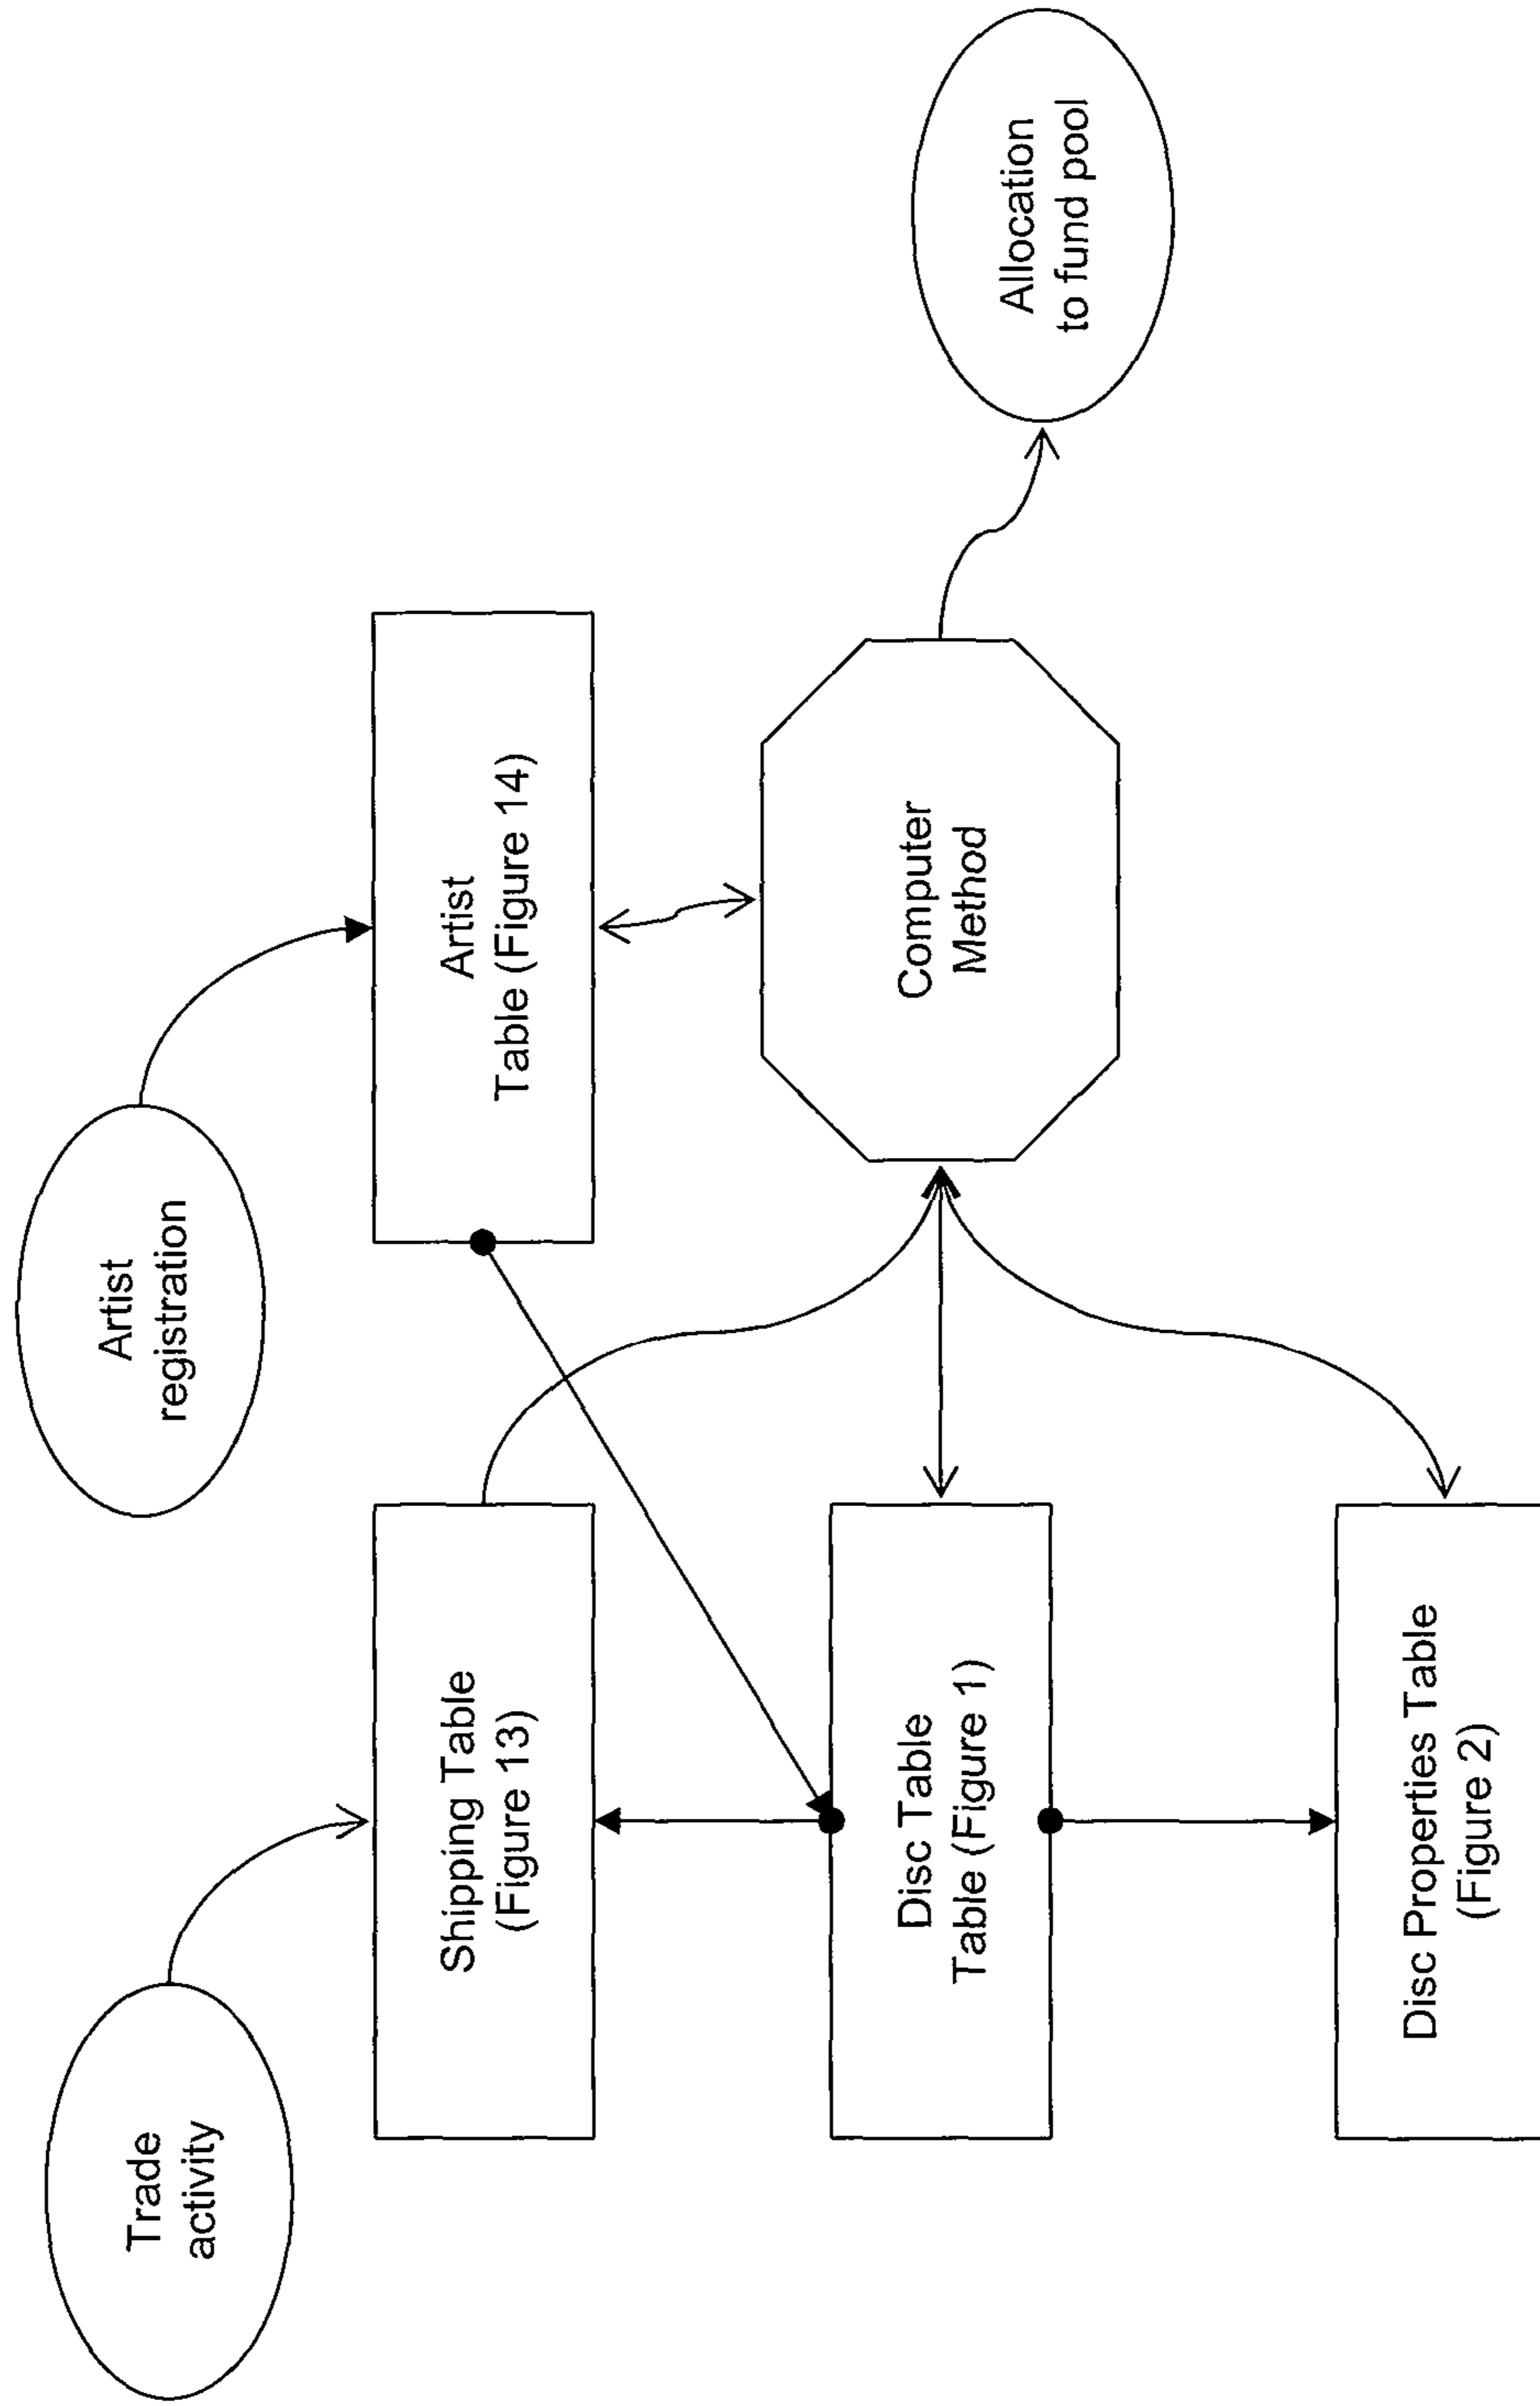 Trade
activity
Artist
registration
Shipping Table
(Figure 13)
Artist
Table (Figure 14)
Disc Table
Table (Figure 1)
Computer
Method
Allocation
to fund pool
Disc Properties Table
(Figure 2)